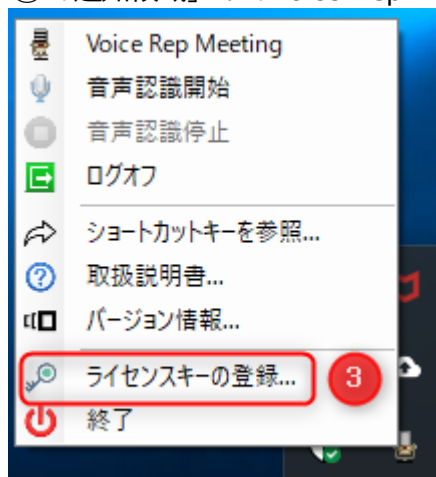 Voice Rep Meeting
音声認識開始
音声認識停止
ログオフ
ショートカットキーを参照...
取扱説明書...
バージョン情報...
ライセンスキーの登録...
3
終了